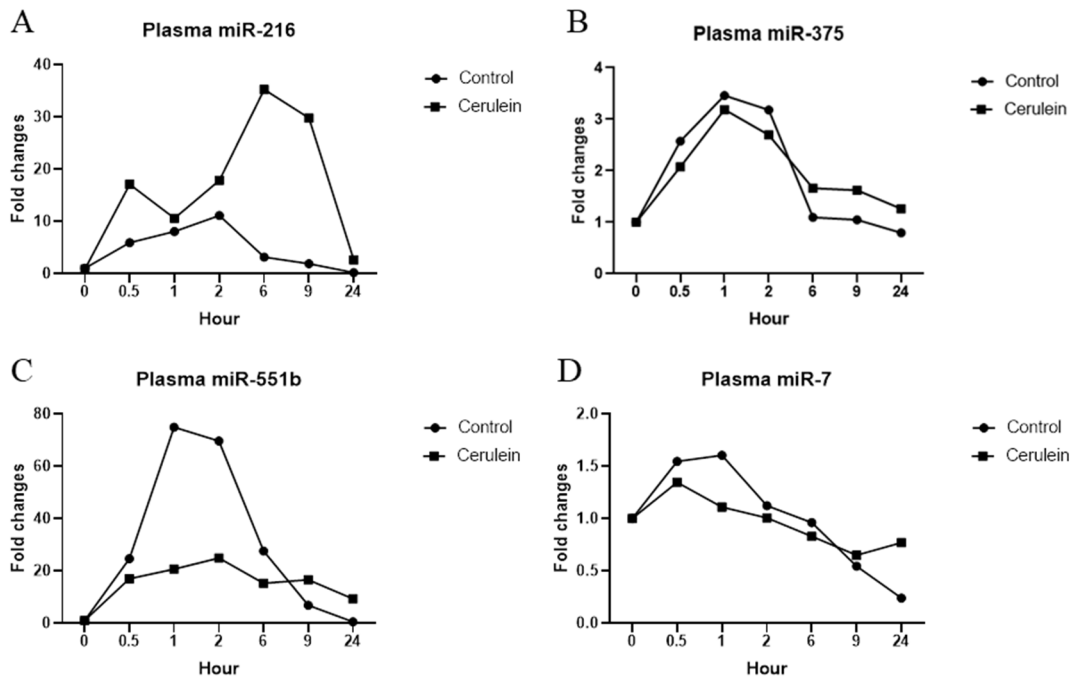 A
Plasma miR-216
40
30
20
10
0
Fold changes
0 0.5 1 2 6 9 24
Hour
Control
Cerulein
B
Plasma miR-375
4
3
2
1
0
Fold changes
0 0.5 1 2 6 9 24
Hour
Control
Cerulein
C
Plasma miR-551b
80
60
40
20
0
Fold changes
0 0.5 1 2 6 9 24
Hour
Control
Cerulein
D
Plasma miR-7
2.0
1.5
1.0
0.5
0.0
Fold changes
0 0.5 1 2 6 9 24
Hour
Control
Cerulein